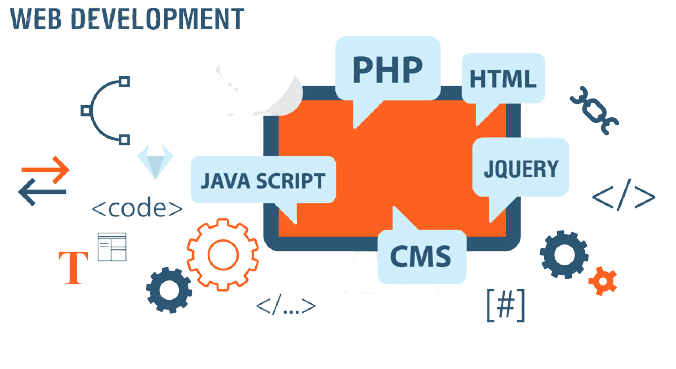 WEB DEVELOPMENT
PHP
HTML
JQUERY
JAVA SCRIPT
<code>
</>
T
CMS
</...>
[#]